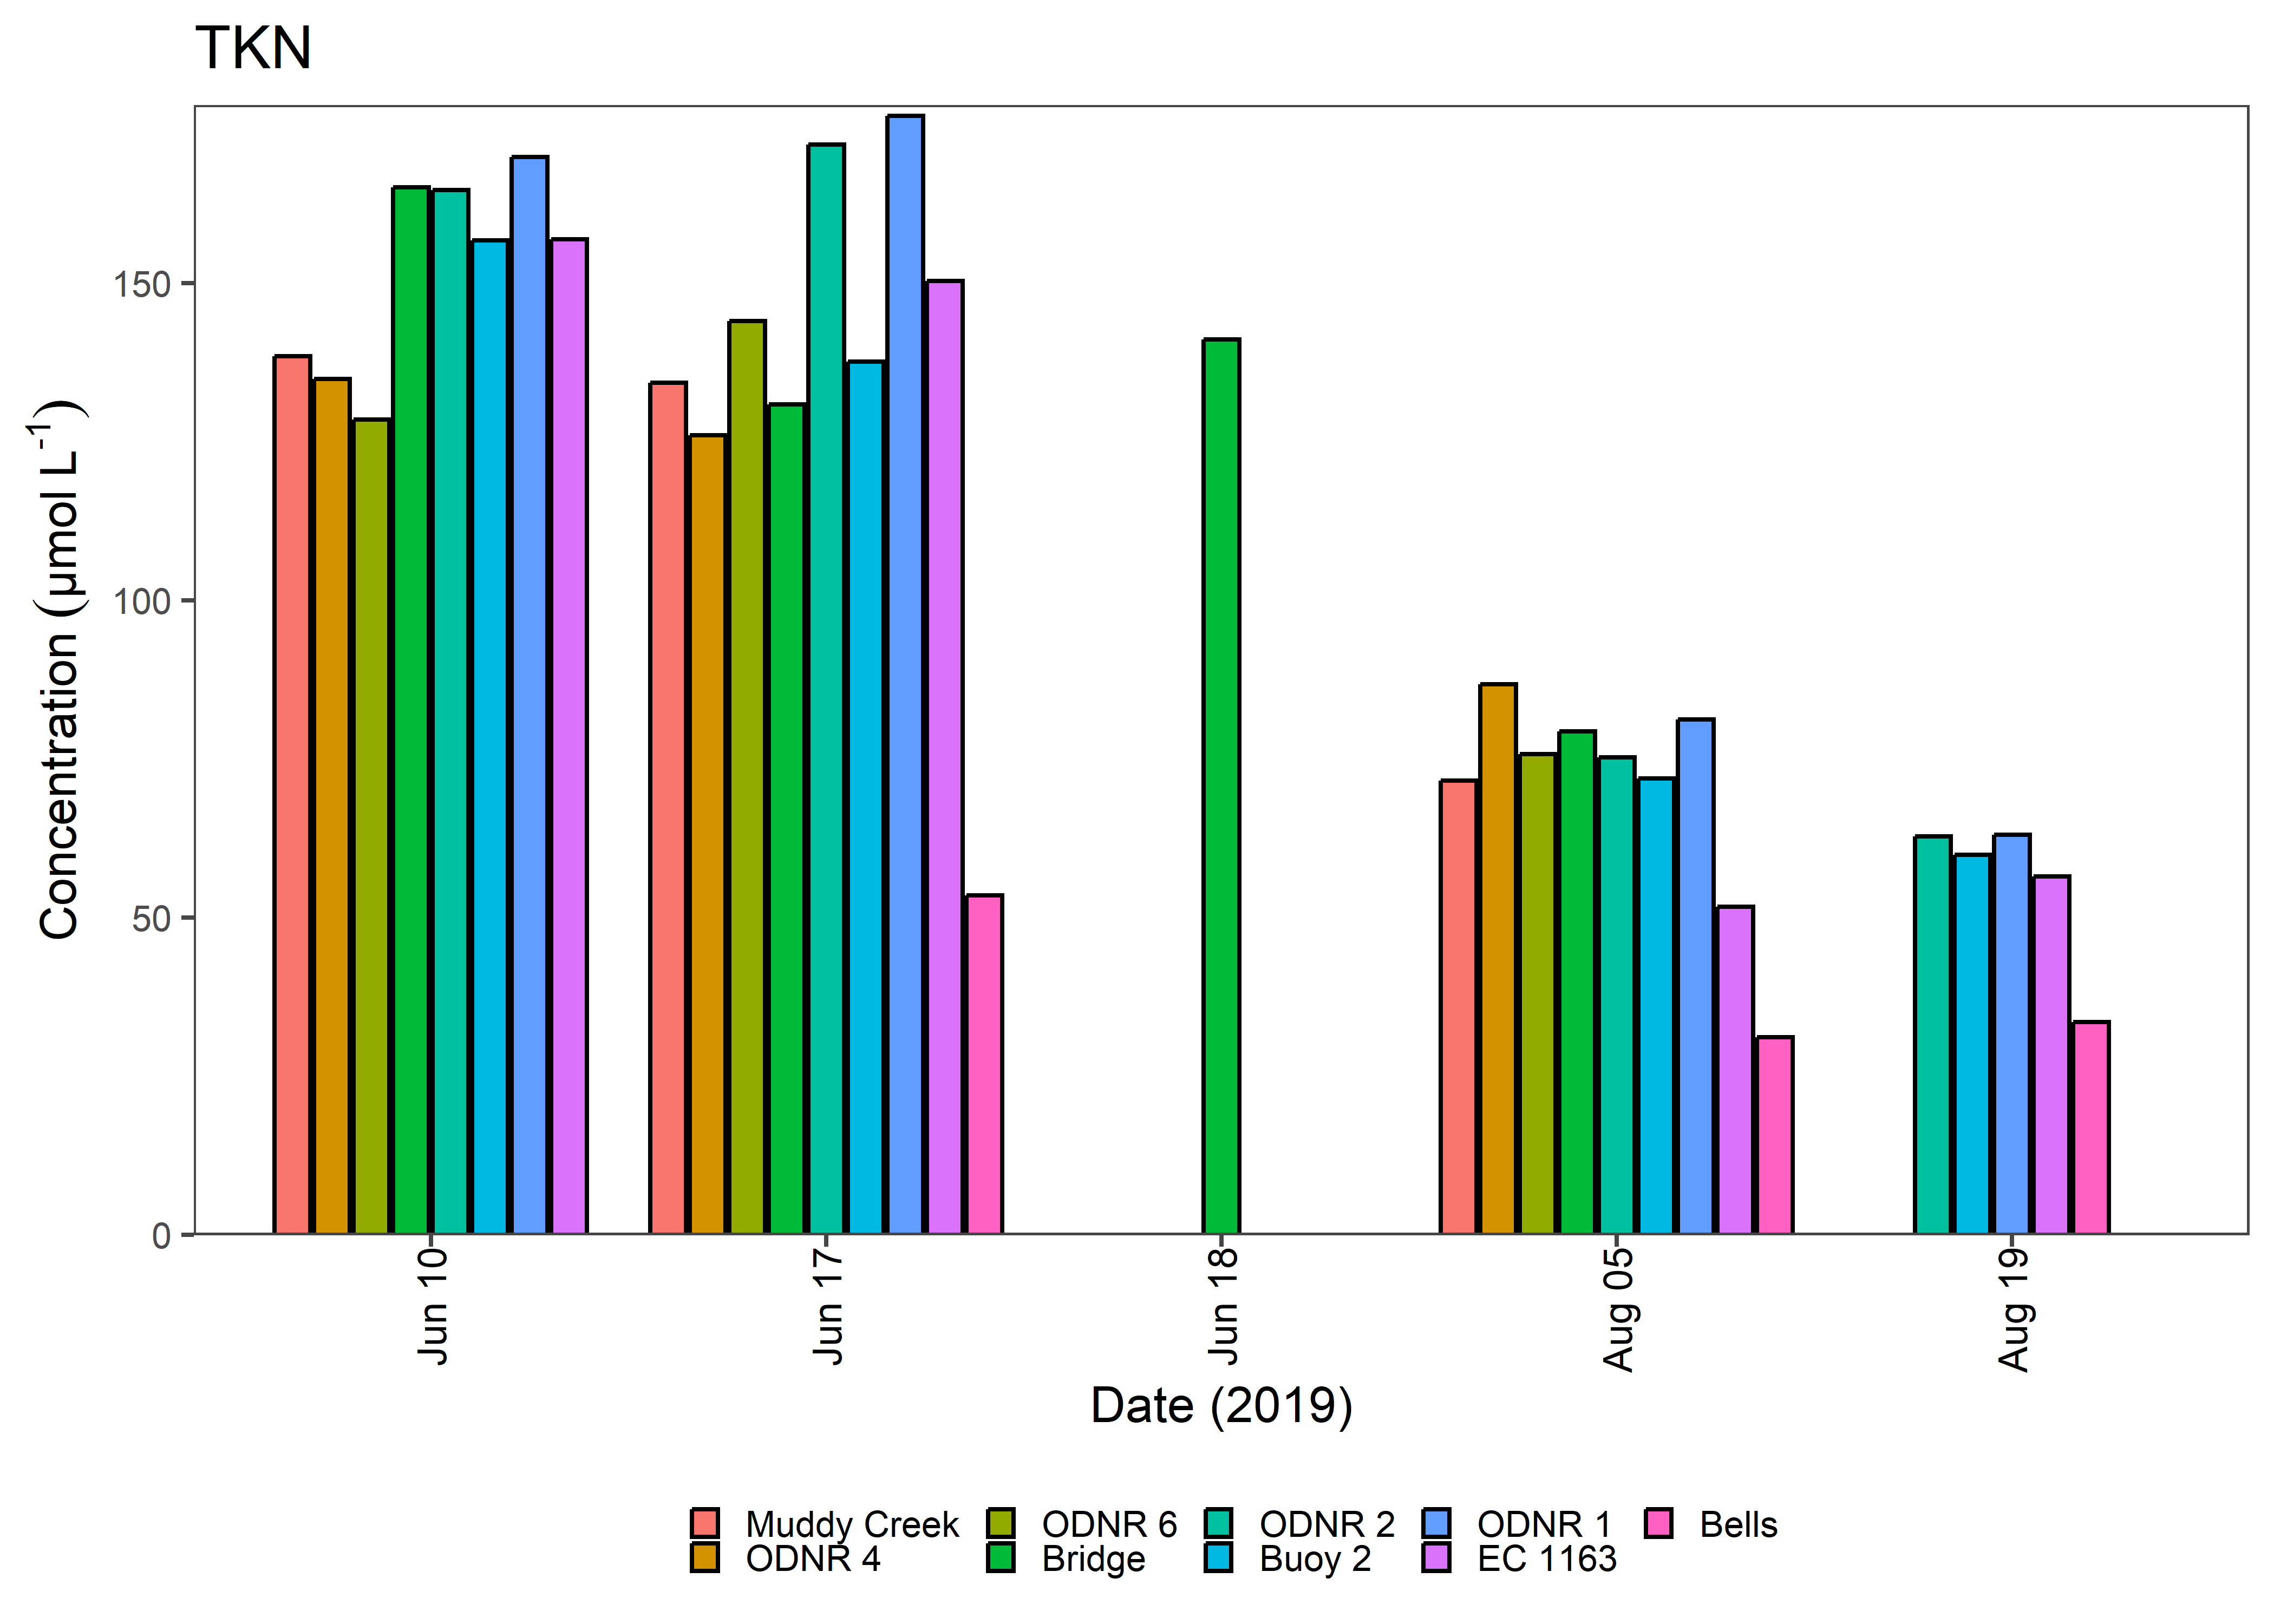 TKN
Concentration (µmol L⁻¹)
150
100
50
0
Jun 10
Jun 17
Jun 18
Aug 05
Aug 19
Date (2019)
Muddy Creek ODNR 6 ODNR 2 ODNR 1 Bells
ODNR 4 Bridge Buoy 2 EC 1163